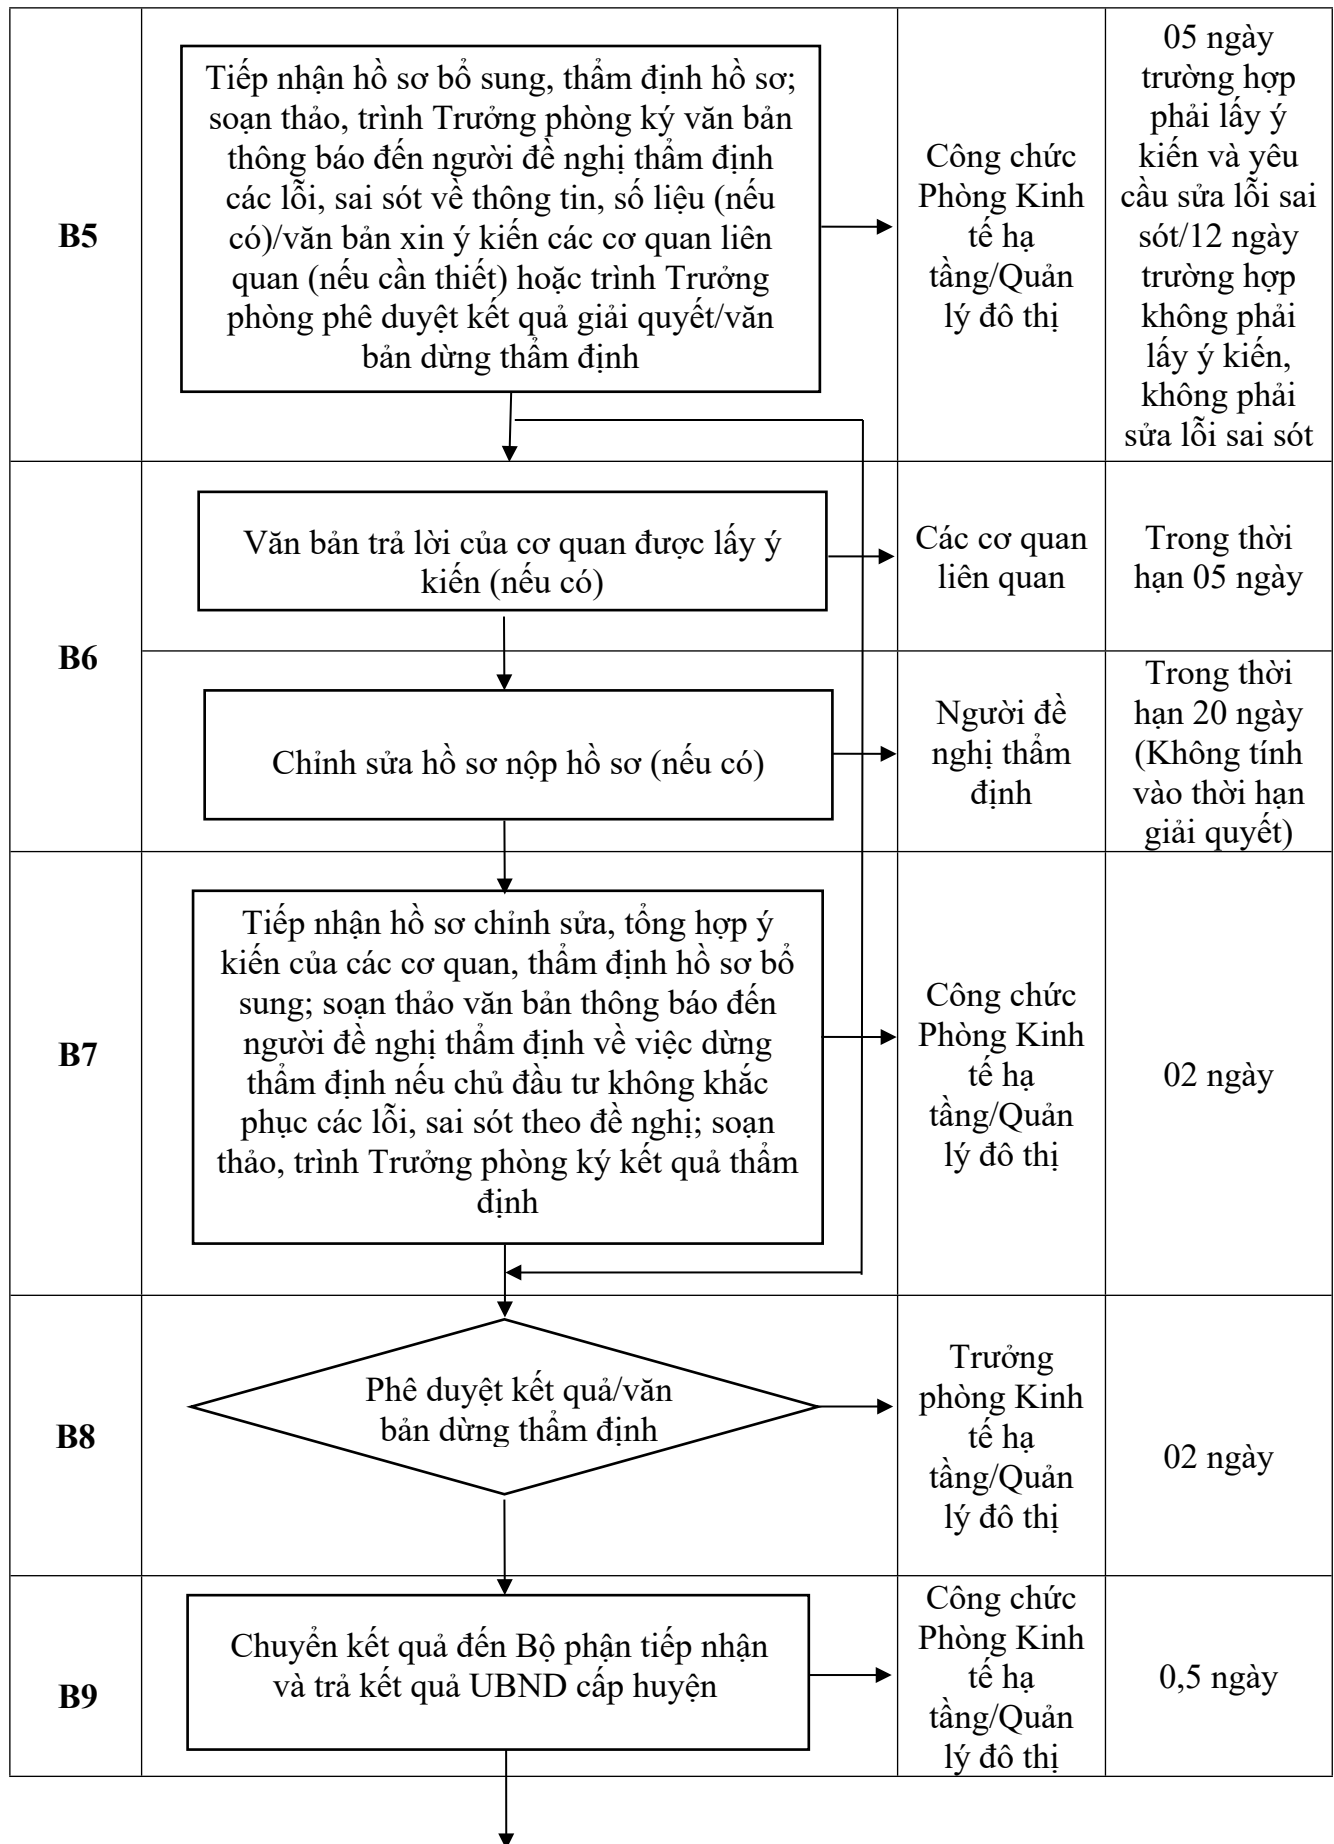 B5
Tiếp nhận hồ sơ bổ sung, thẩm định hồ sơ;
soạn thảo, trình Trưởng phòng ký văn bản
thông báo đến người đề nghị thẩm định
các lỗi, sai sót về thông tin, số liệu (nếu
có)/văn bản xin ý kiến các cơ quan liên
quan (nếu cần thiết) hoặc trình Trưởng
phòng phê duyệt kết quả giải quyết/văn
bản dừng thẩm định
Công chức
Phòng Kinh
tế hạ
tầng/Quản
lý đô thị
05 ngày
trường hợp
phải lấy ý
kiến và yêu
cầu sửa lỗi sai
sót/12 ngày
trường hợp
không phải
lấy ý kiến,
không phải
sửa lỗi sai sót
B6
Văn bản trả lời của cơ quan được lấy ý
kiến (nếu có)
Các cơ quan
liên quan
Trong thời
hạn 05 ngày
Chỉnh sửa hồ sơ nộp hồ sơ (nếu có)
Người đề
nghị thẩm
định
Trong thời
hạn 20 ngày
(Không tính
vào thời hạn
giải quyết)
B7
Tiếp nhận hồ sơ chỉnh sửa, tổng hợp ý
kiến của các cơ quan, thẩm định hồ sơ bổ
sung; soạn thảo văn bản thông báo đến
người đề nghị thẩm định về việc dừng
thẩm định nếu chủ đầu tư không khắc
phục các lỗi, sai sót theo đề nghị; soạn
thảo, trình Trưởng phòng ký kết quả thẩm
định
Công chức
Phòng Kinh
tế hạ
tầng/Quản
lý đô thị
02 ngày
B8
Phê duyệt kết quả/văn
bản dừng thẩm định
Trưởng
phòng Kinh
tế hạ
tầng/Quản
lý đô thị
02 ngày
B9
Chuyển kết quả đến Bộ phận tiếp nhận
và trả kết quả UBND cấp huyện
Công chức
Phòng Kinh
tế hạ
tầng/Quản
lý đô thị
0,5 ngày